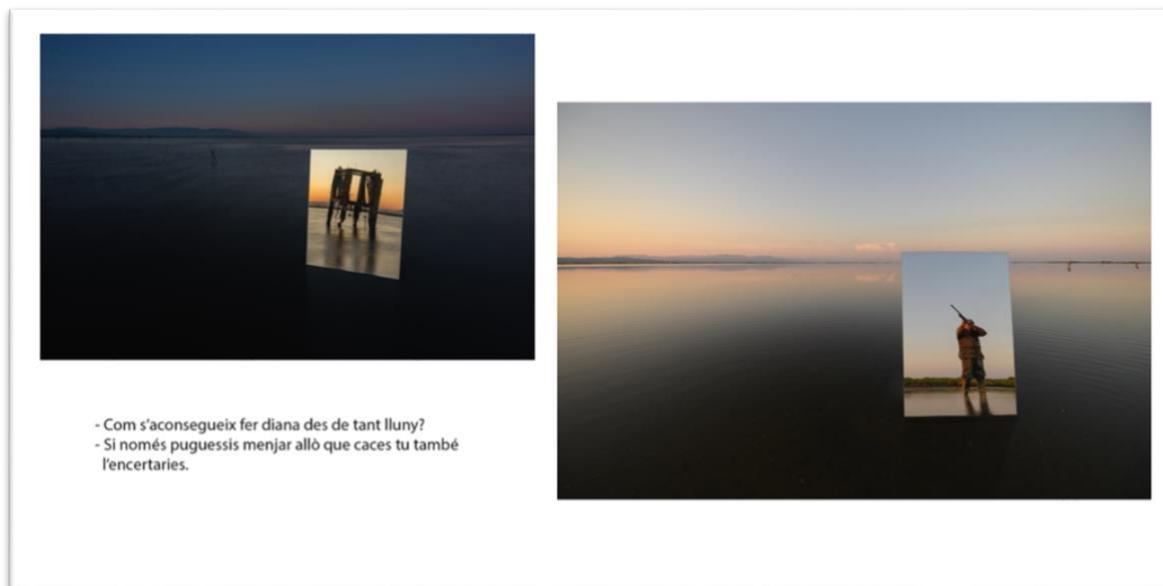 - Com s'aconsegueix fer diana des de tant lluny?
- Si només puguessis menjar allò que caces tu també
l'encertaries.